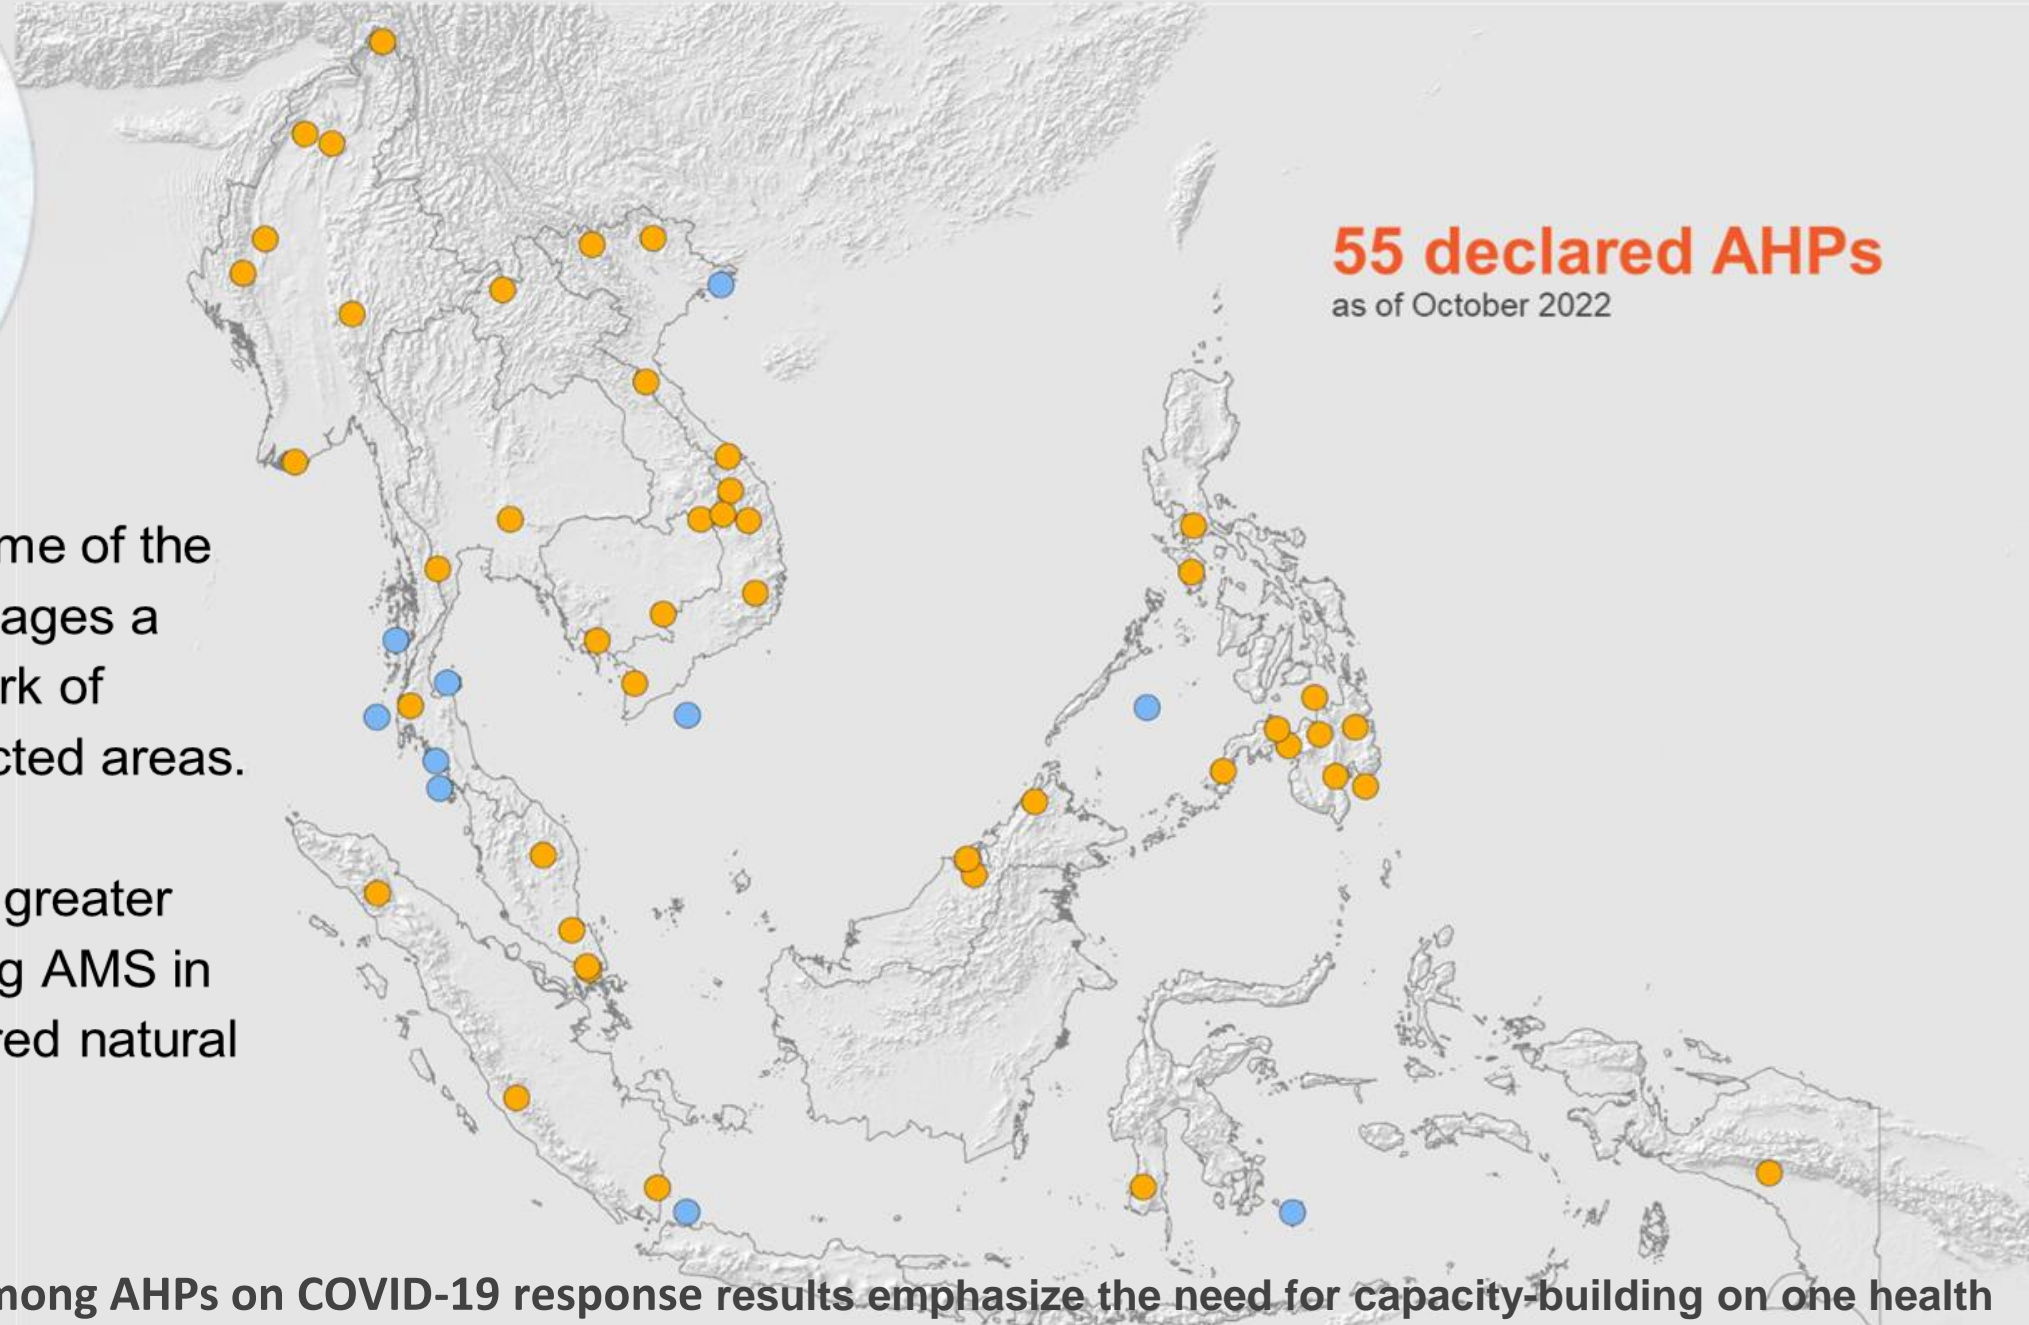 55 declared AHPs
as of October 2022
me of the
ages a
rk of
cted areas.
greater
g AMS in
red natural
mong AHPs on COVID-19 response results emphasize the need for capacity-building on one health